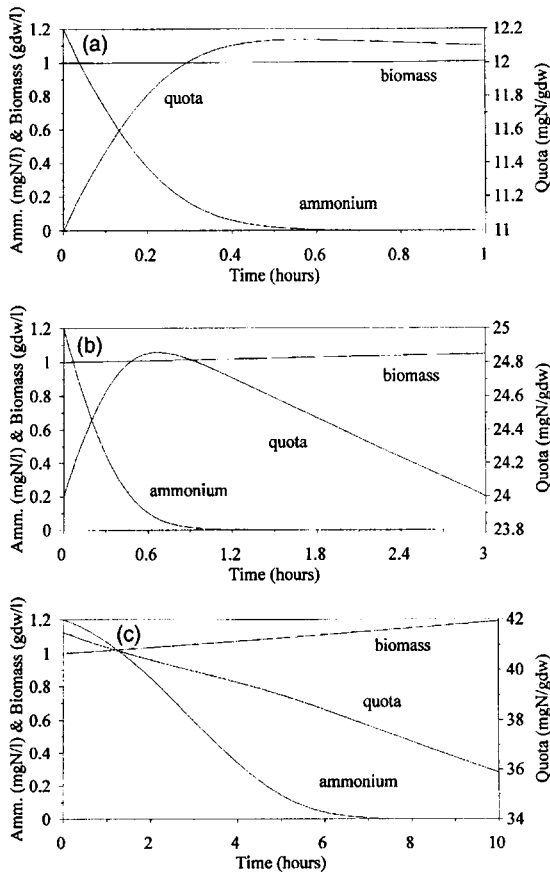 (a)
Amm. (mgN/l) & Biomass (gdw/l)
1.2
1
0.8
0.6
0.4
0.2
0
quota
biomass
ammonium
12.2
12
11.8
11.6
11.4
11.2
11
Quota (mgN/gdw)
0 0.2 0.4 0.6 0.8 1
Time (hours)
(b)
Amm. (mgN/l) & Biomass (gdw/l)
1.2
1
0.8
0.6
0.4
0.2
0
biomass
quota
ammonium
25
24.8
24.6
24.4
24.2
24
23.8
Quota (mgN/gdw)
0 0.6 1.2 1.8 2.4 3
Time (hours)
(c)
Amm. (mgN/l) & Biomass (gdw/l)
1.2
1
0.8
0.6
0.4
0.2
0
biomass
quota
ammonium
42
40
38
36
34
Quota (mgN/gdw)
0 2 4 6 8 10
Time (hours)